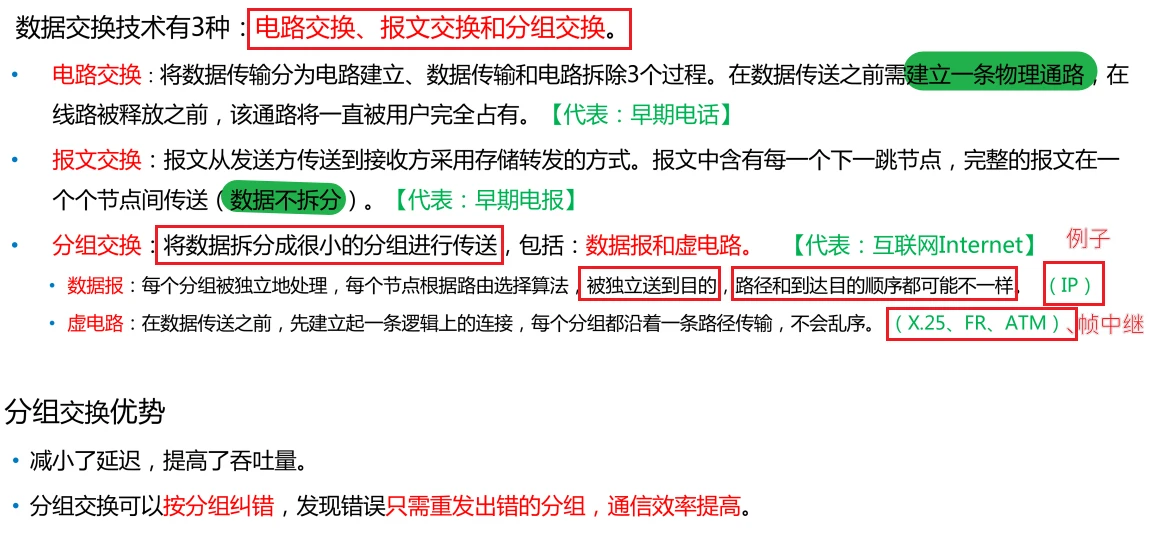 数据交换技术有3种：电路交换、报文交换和分组交换。
• 电路交换：将数据传输分为电路建立、数据传输和电路拆除3个过程。在数据传送之前需建立一条物理通路，在
线路被释放之前，该通路将一直被用户完全占有。【代表：早期电话】
• 报文交换：报文从发送方传送到接收方采用存储转发的方式。报文中含有每一个下一跳节点，完整的报文在一
个个节点间传送（数据不拆分）。【代表：早期电报】
• 分组交换：将数据拆分成很小的分组进行传送，包括：数据报和虚电路。【代表：互联网Internet】 例子
• 数据报：每个分组被独立地处理，每个节点根据路由选择算法，被独立送到目的，路径和到达目的顺序都可能不一样。（IP）
• 虚电路：在数据传送之前，先建立起一条逻辑上的连接，每个分组都沿着一条路径传输，不会乱序。（X.25、FR、ATM）、帧中继
分组交换优势
• 减小了延迟，提高了吞吐量。
• 分组交换可以按分组纠错，发现错误只需重发出错的分组，通信效率提高。